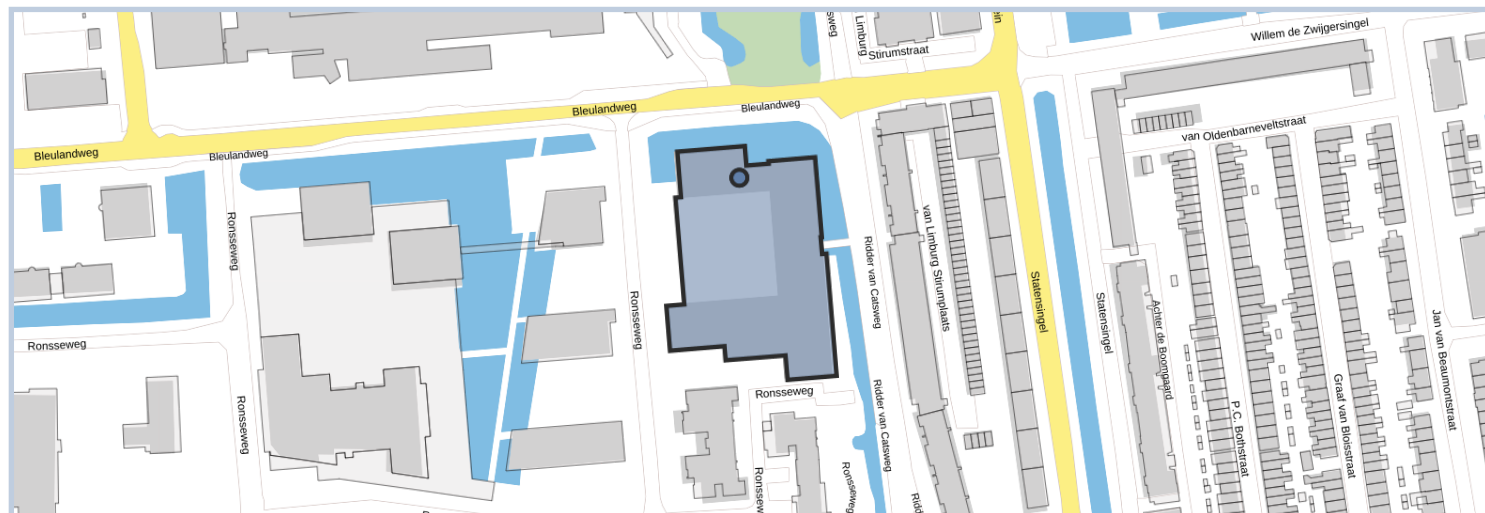 Willem de Zwijgersingel
Stirumstraat
Limburg
Bleulandweg
Bleulandweg
van Oldenbarneveltstraat
Bleulandweg
Bleulandweg
Ronsseweg
van Limburg Stirumplaats
Ridder van Catsweg
Statensingel
Statensingel
Achter de Boomgaard
Ronsseweg
Jan van Beaumontstraat
Ronsseweg
Ronsseweg
Ronsseweg
Graaf van Bloisstraat
P.C. Bothstraat
Ridder van Catsweg
Ronsseweg